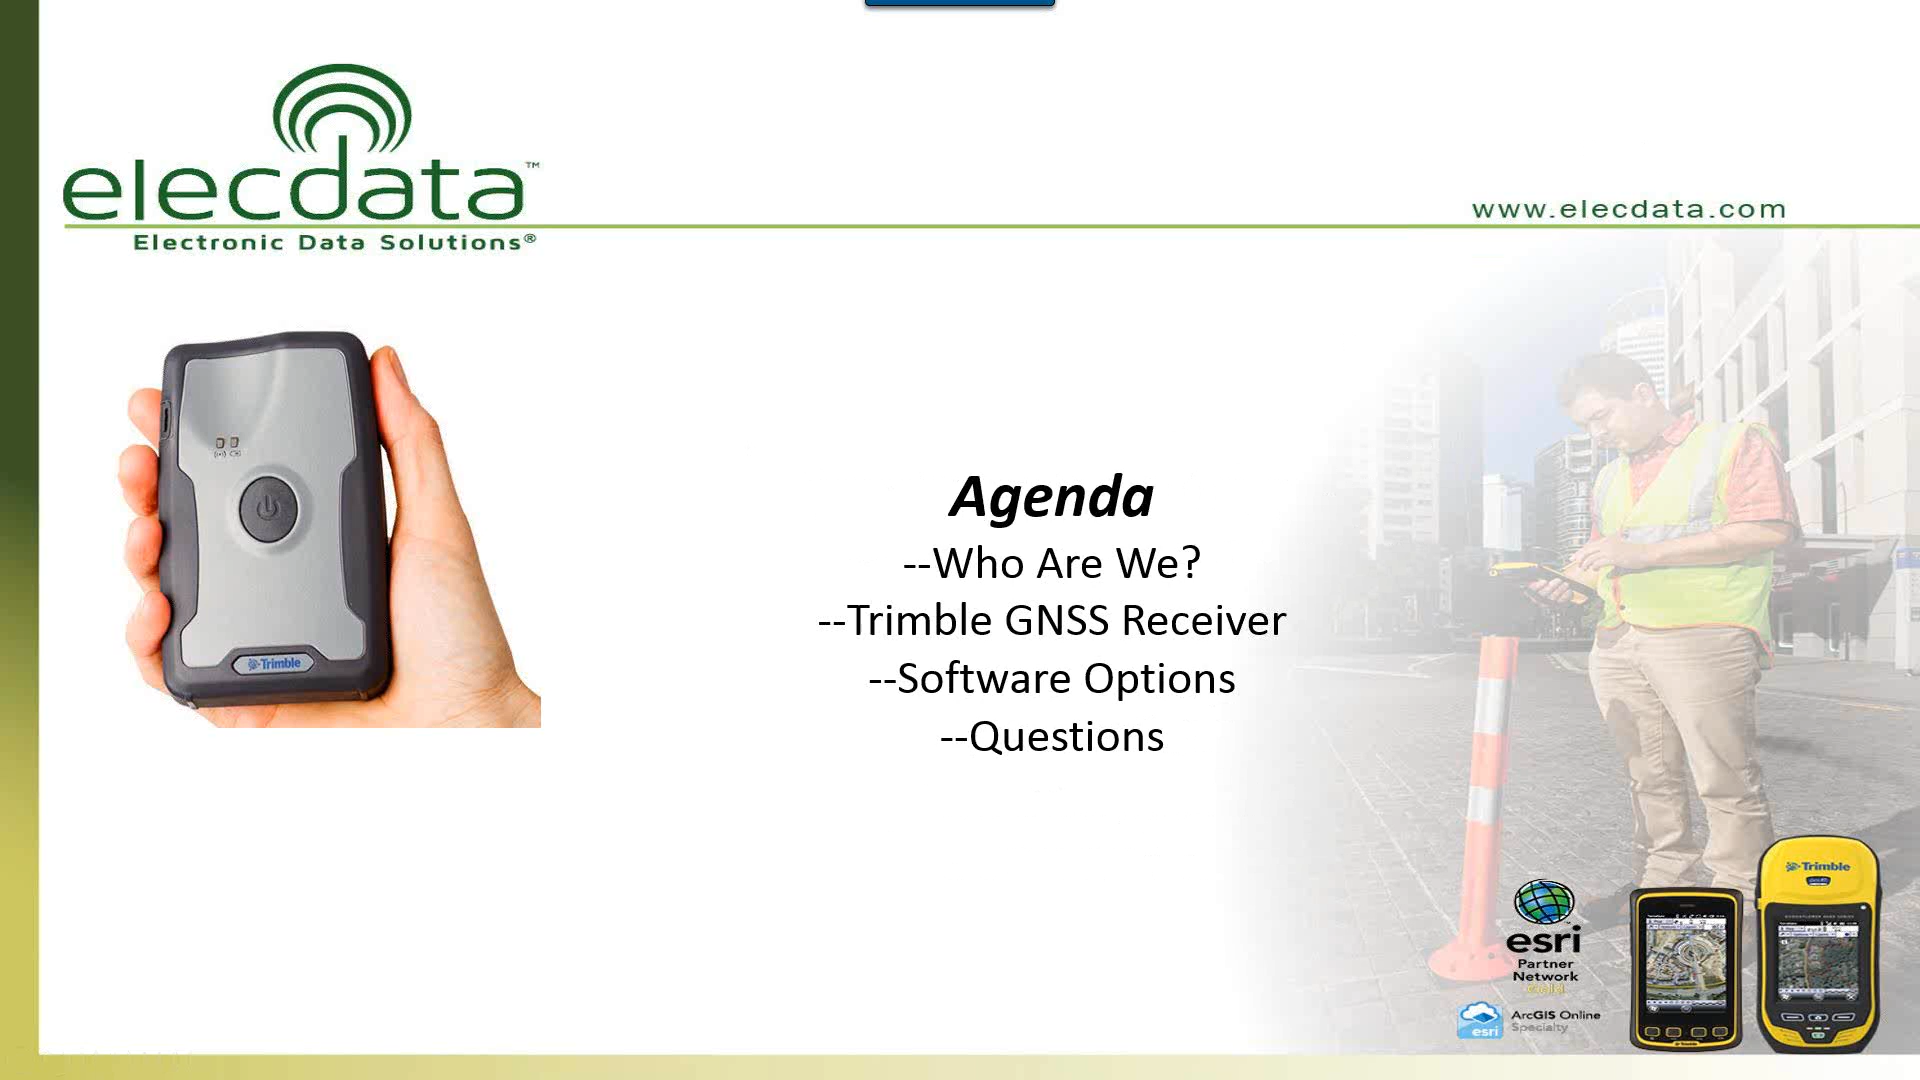 elecdata™
Electronic Data Solutions®
www.elecdata.com
Trimble
Agenda
--Who Are We?
--Trimble GNSS Receiver
--Software Options
--Questions
Trimble
esri
Partner
Network
Gold
esri
ArcGIS Online
Specialty